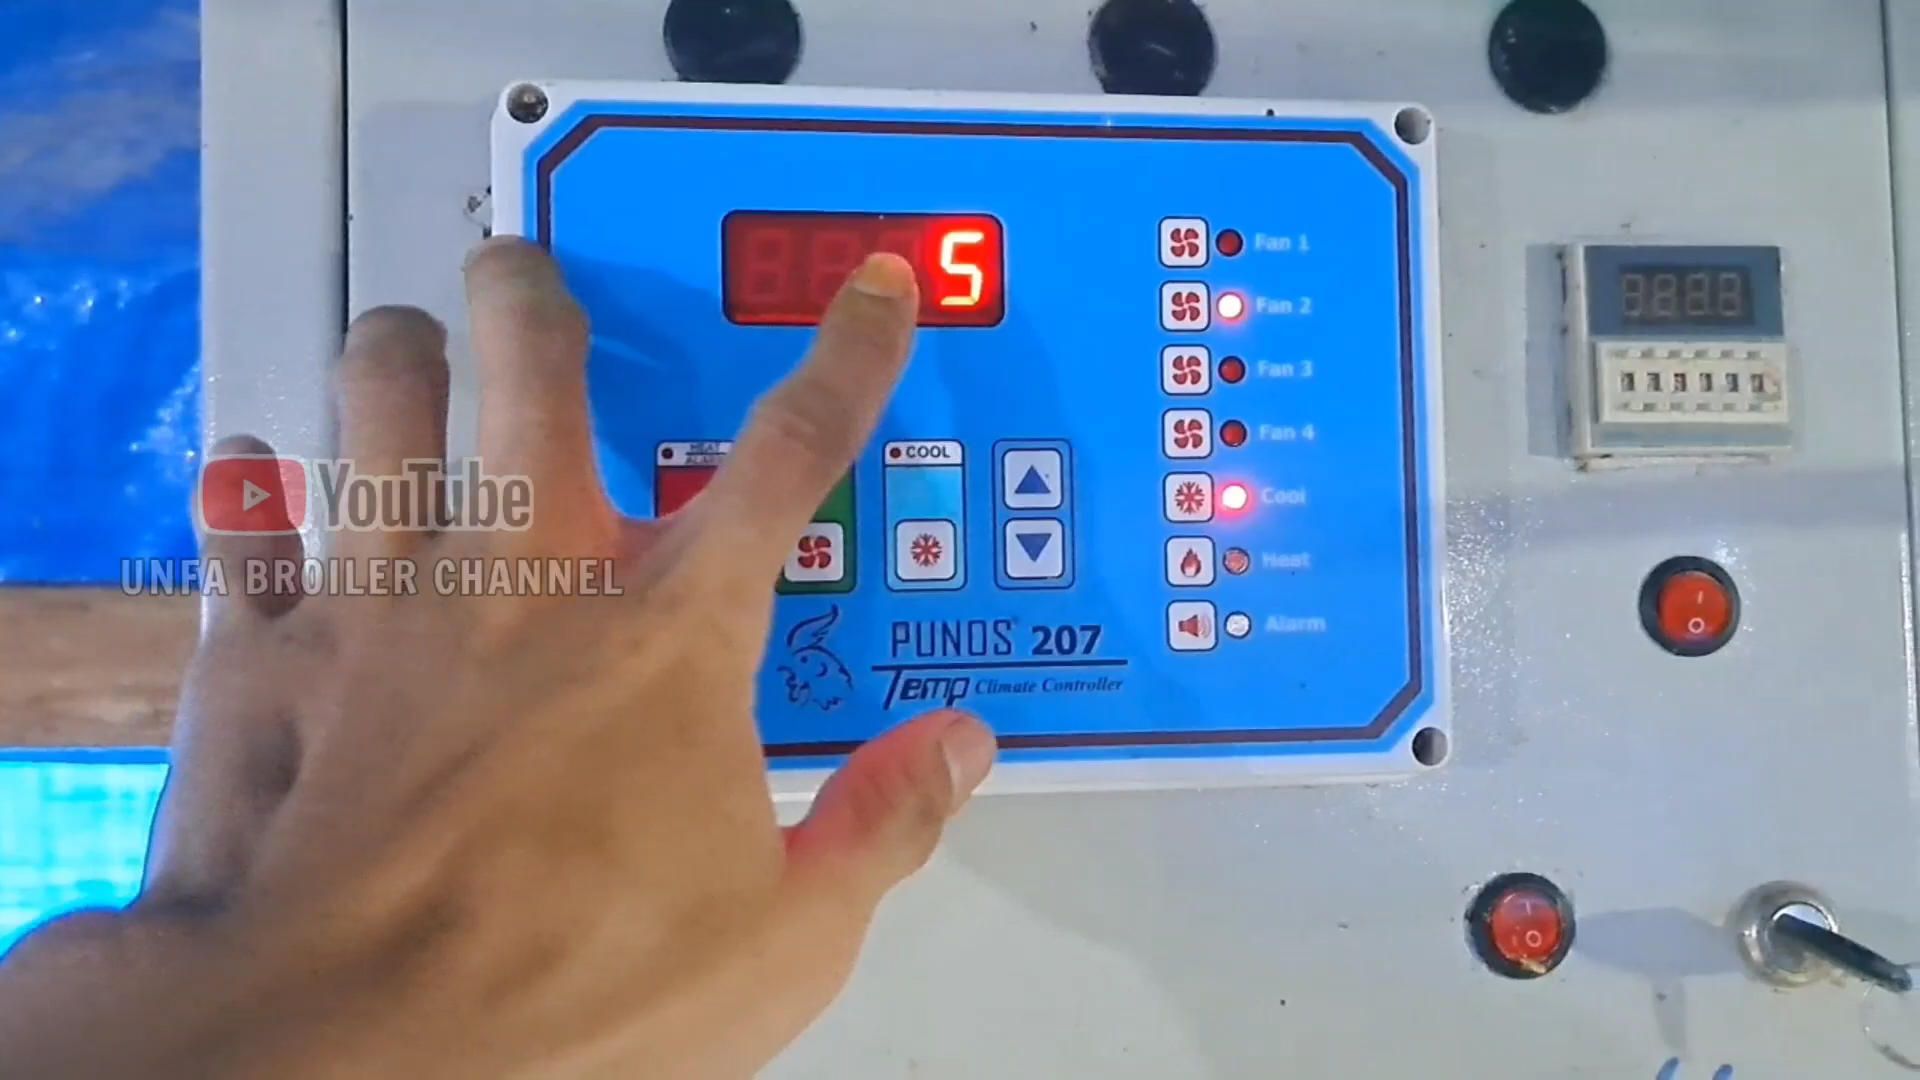 5
Fan 1
Fan 2
Fan 3
Fan 4
HEAT
COOL
YouTube
Cool
UNFA BROILER CHANNEL
Heat
Alarm
PUNOS® 207
Temp Climate Controller